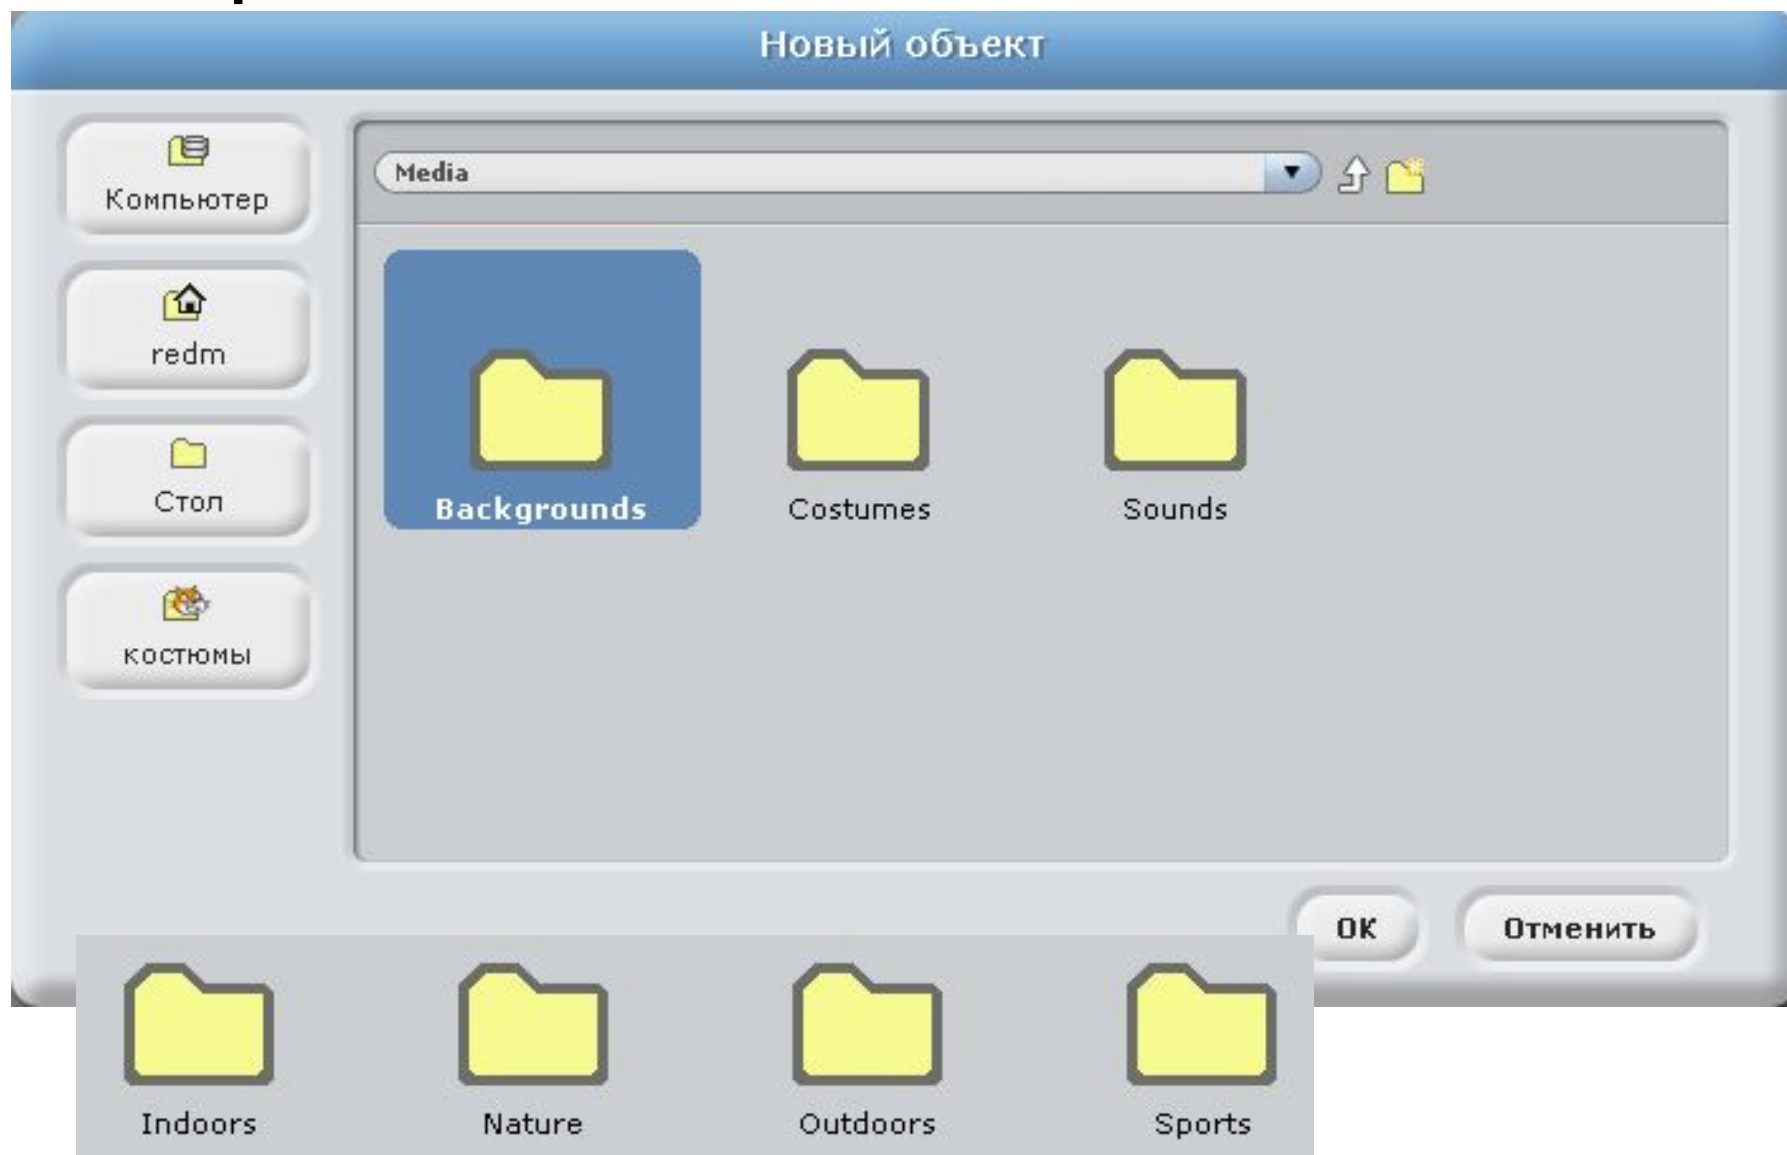 Новый объект
Компьютер
Media
redm
Стол
костюмы
Backgrounds
Costumes
Sounds
OK
Отменить
Indoors
Nature
Outdoors
Sports